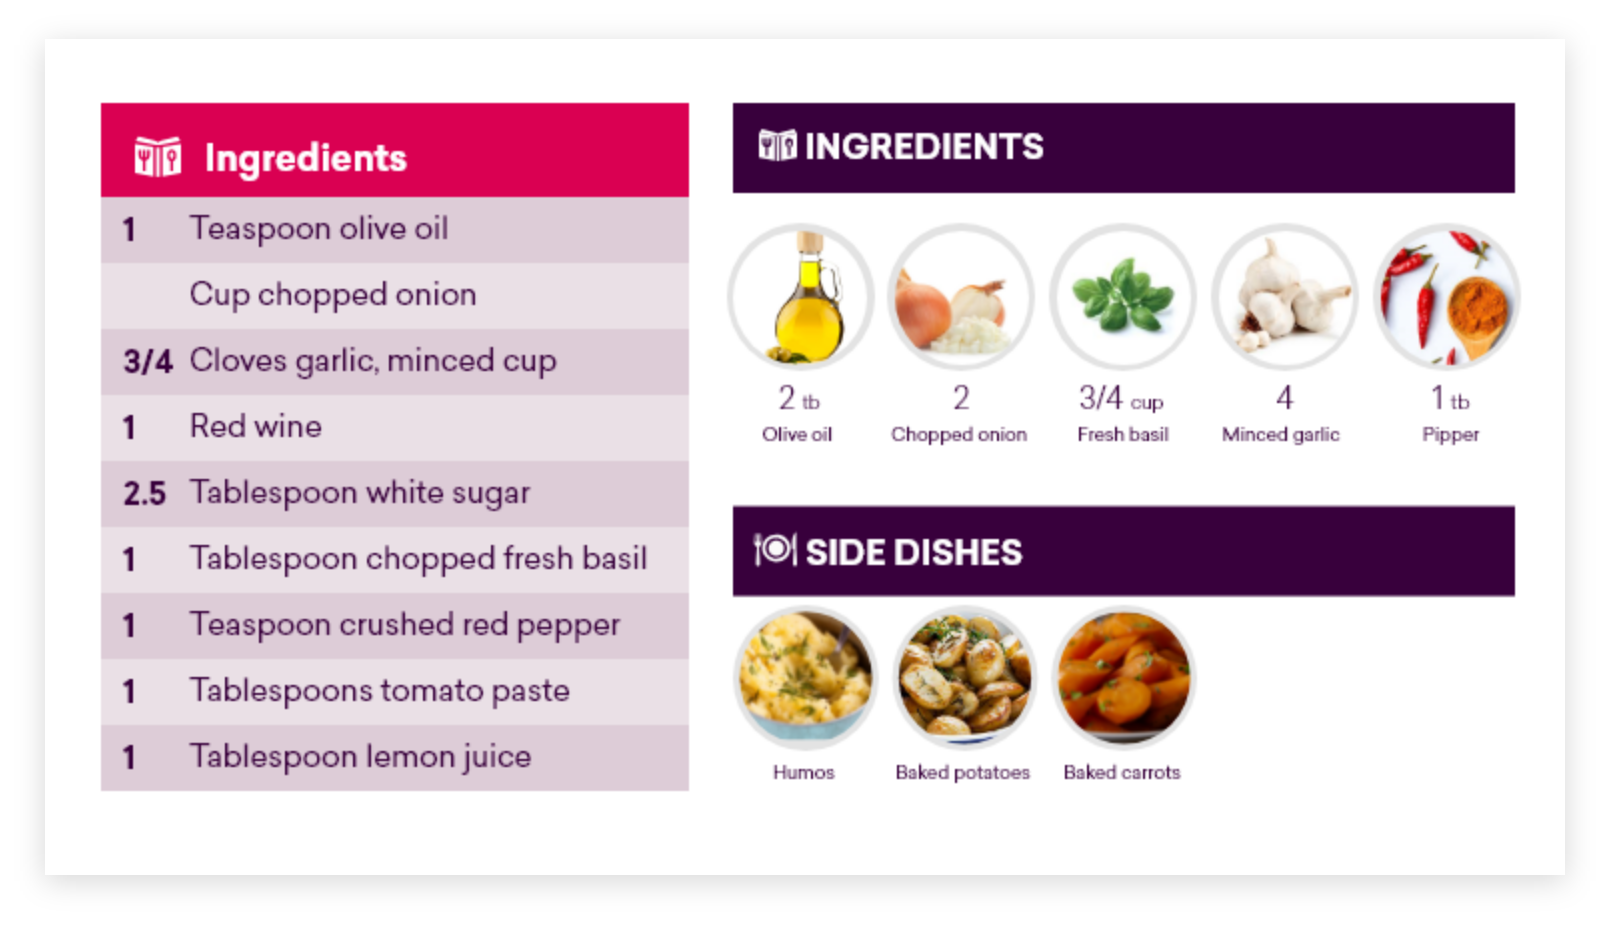 Ingredients
1 Teaspoon olive oil
Cup chopped onion
3/4 Cloves garlic, minced cup
1 Red wine
2.5 Tablespoon white sugar
1 Tablespoon chopped fresh basil
1 Teaspoon crushed red pepper
1 Tablespoons tomato paste
1 Tablespoon lemon juice
INGREDIENTS
2 tb
Olive oil
2
Chopped onion
3/4 cup
Fresh basil
4
Minced garlic
1 tb
Pipper
SIDE DISHES
Humos
Baked potatoes
Baked carrots